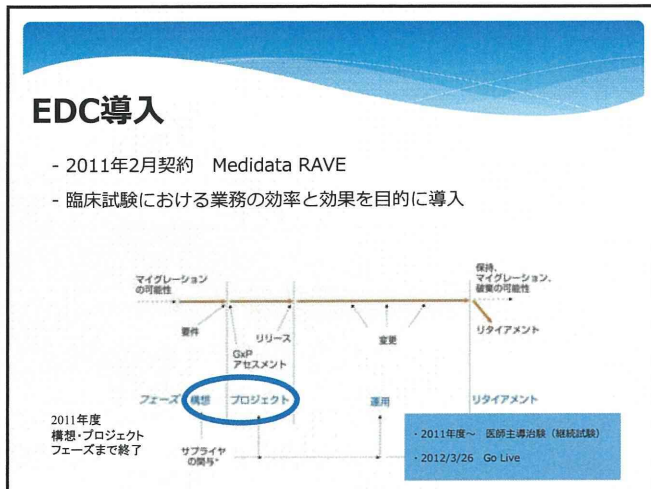 EDC導入
- 2011年2月契約　Medidata RAVE
- 臨床試験における業務の効率と効果を目的に導入
マイグレーション
の可能性
保持、
マイグレーション、
破棄の可能性
要件
リリース
変更
リタイアメント
GxP
アセスメント
フェーズ 構想 プロジェクト 運用 リタイアメント
2011年度
構想・プロジェクト
フェーズまで終了
サプライヤ
の関与*
・2011年度～　医師主導治験（継続試験）
・2012/3/26　Go Live